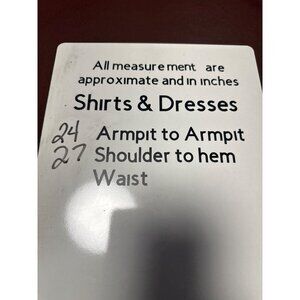 All measurement are
approximate and in inches
Shirts & Dresses
24 Armpit to Armpit
27 Shoulder to hem
Waist